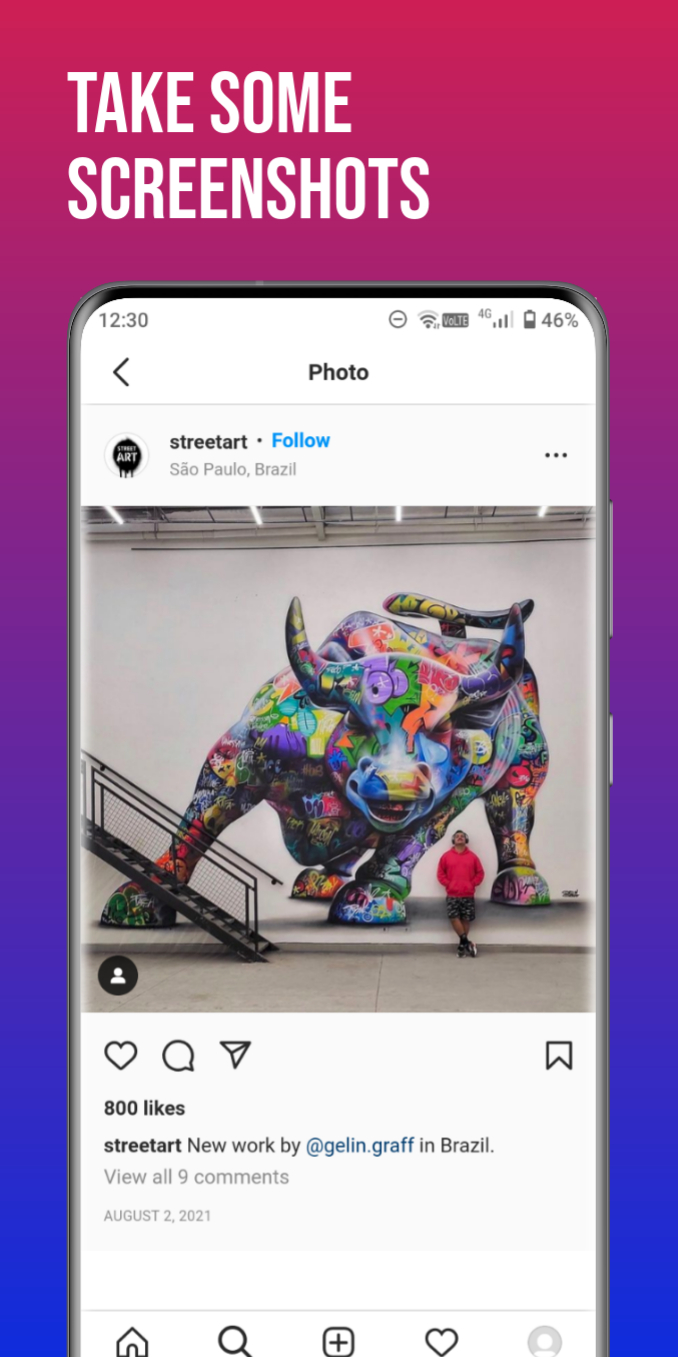 TAKE SOME
SCREENSHOTS
12:30
VoLTE 4G 46%
Photo
STREET
ART
streetart • Follow
São Paulo, Brazil
800 likes
streetart New work by @gelin.graff in Brazil.
View all 9 comments
AUGUST 2, 2021